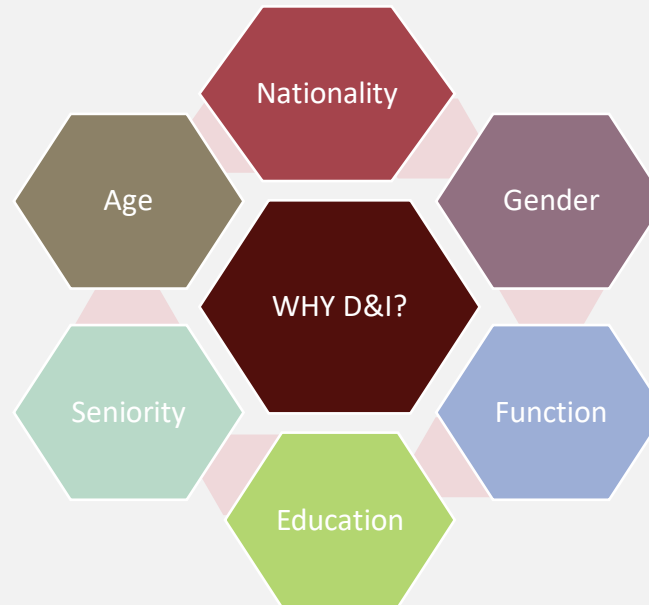 Nationality
Age
Gender
WHY D&I?
Seniority
Function
Education